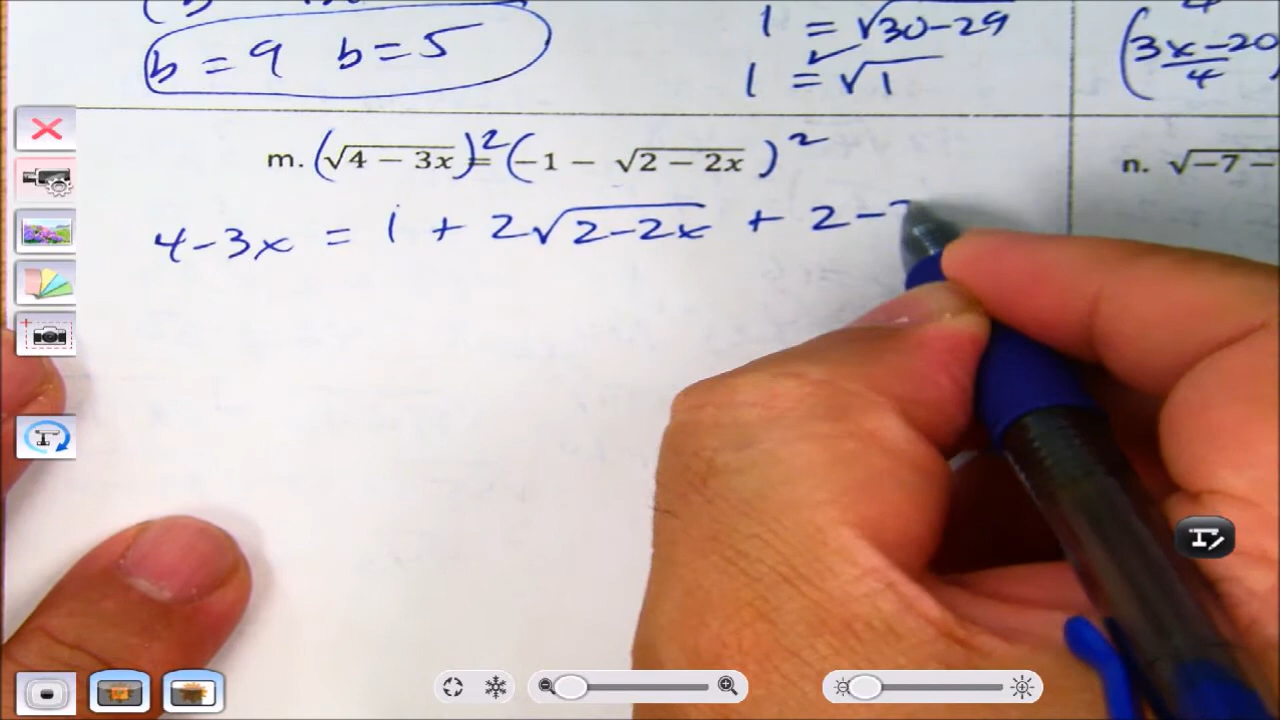 b = 9 b = 5
1 = √30-29
1 = √1
3x-20
4
m. (√4 − 3x)² = (−1 − √2 − 2x)²
n. √−7 −
4-3x = 1 + 2√2-2x + 2-